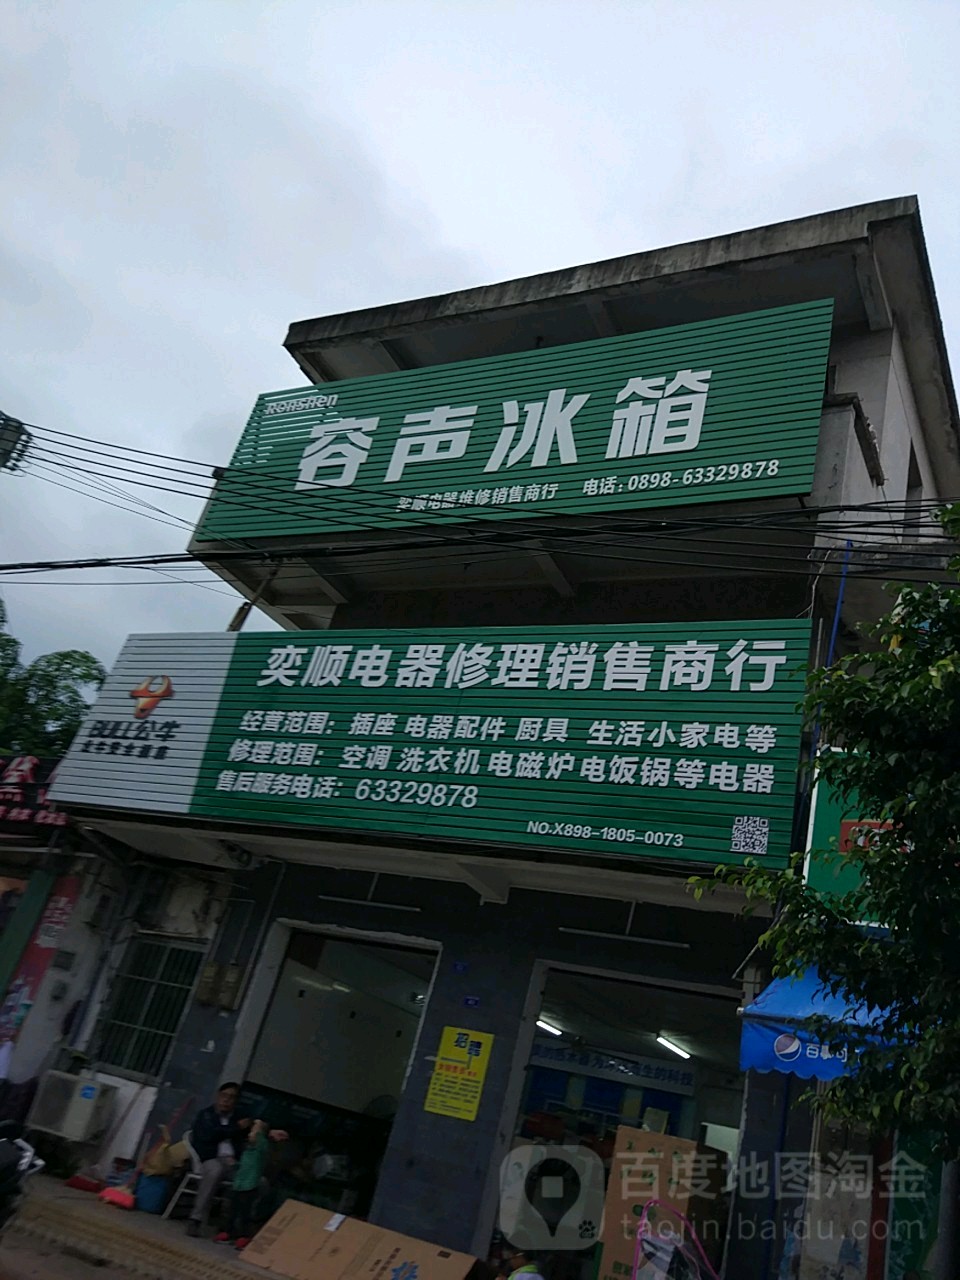 Ronshen
容声冰箱
奕顺电器维修销售商行 电话：0898-63329878
奕顺电器修理销售商行
BULL公牛
经营范围：插座 电器配件 厨具 生活小家电等
修理范围：空调 洗衣机 电磁炉 电饭锅等电器
售后服务电话：63329878
NO.X898-1805-0073
招聘
百事可
百度地图淘金
taojin.baidu.com